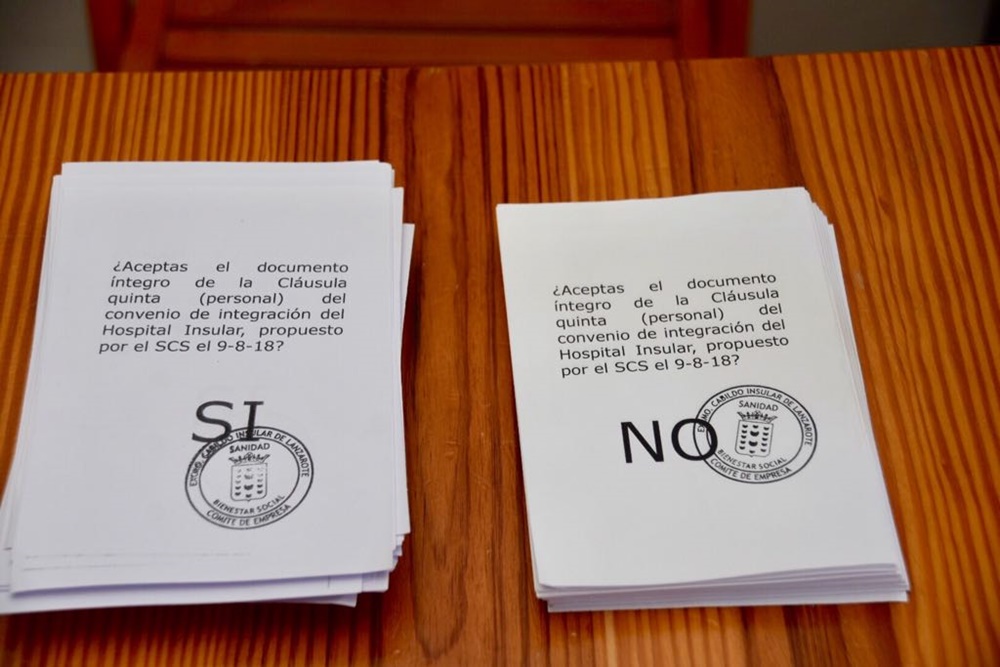 ¿Aceptas el documento
íntegro de la Cláusula
quinta (personal) del
convenio de integración del
Hospital Insular, propuesto
por el SCS el 9-8-18?
SI
EXCMO. CABILDO INSULAR DE LANZAROTE
SANIDAD
BIENESTAR SOCIAL
COMITE DE EMPRESA
¿Aceptas el documento
íntegro de la Cláusula
quinta (personal) del
convenio de integración del
Hospital Insular, propuesto
por el SCS el 9-8-18?
NO
EXCMO. CABILDO INSULAR DE LANZAROTE
SANIDAD
BIENESTAR SOCIAL
COMITE DE EMPRESA